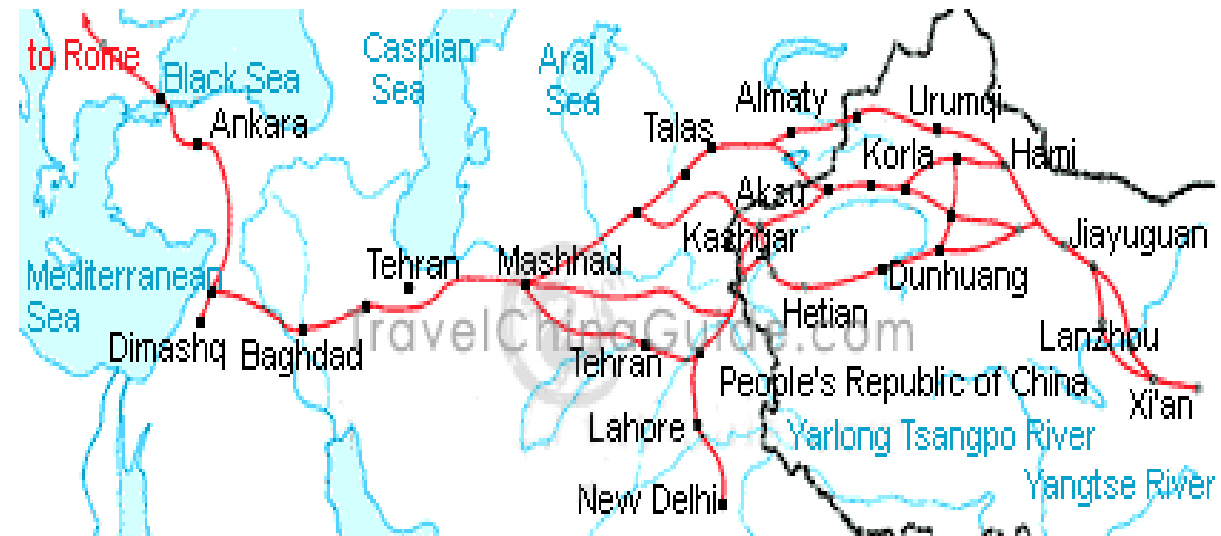 to Rome
Black Sea
Ankara
Caspian
Sea
Aral
Sea
Almaty
Urumqi
Talas
Korla
Hami
Aksu
Kashgar
Jiayuguan
Mediterranean
Sea
Tehran
Mashhad
Dunhuang
Hetian
Dimashq
Baghdad
TravelChinaGuide.com
Lanzhou
Tehran
People's Republic of China
Xi'an
Lahore
Yarlong Tsangpo River
New Delhi
Yangtse River